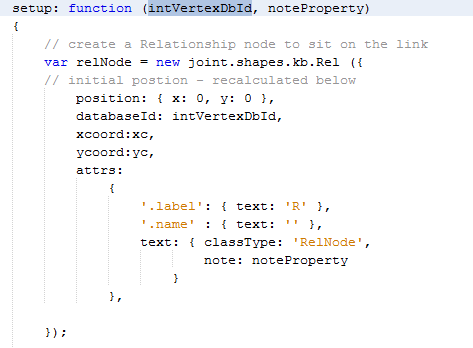 setup: function (intVertexDbId, noteProperty)
{
// create a Relationship node to sit on the link
var relNode = new joint.shapes.kb.Rel ({
// initial postion - recalculated below
position: { x: 0, y: 0 },
databaseId: intVertexDbId,
xcoord:xc,
ycoord:yc,
attrs:
{
'.label': { text: 'R' },
'.name' : { text: '' },
text: { classType: 'RelNode',
note: noteProperty
}
},
});